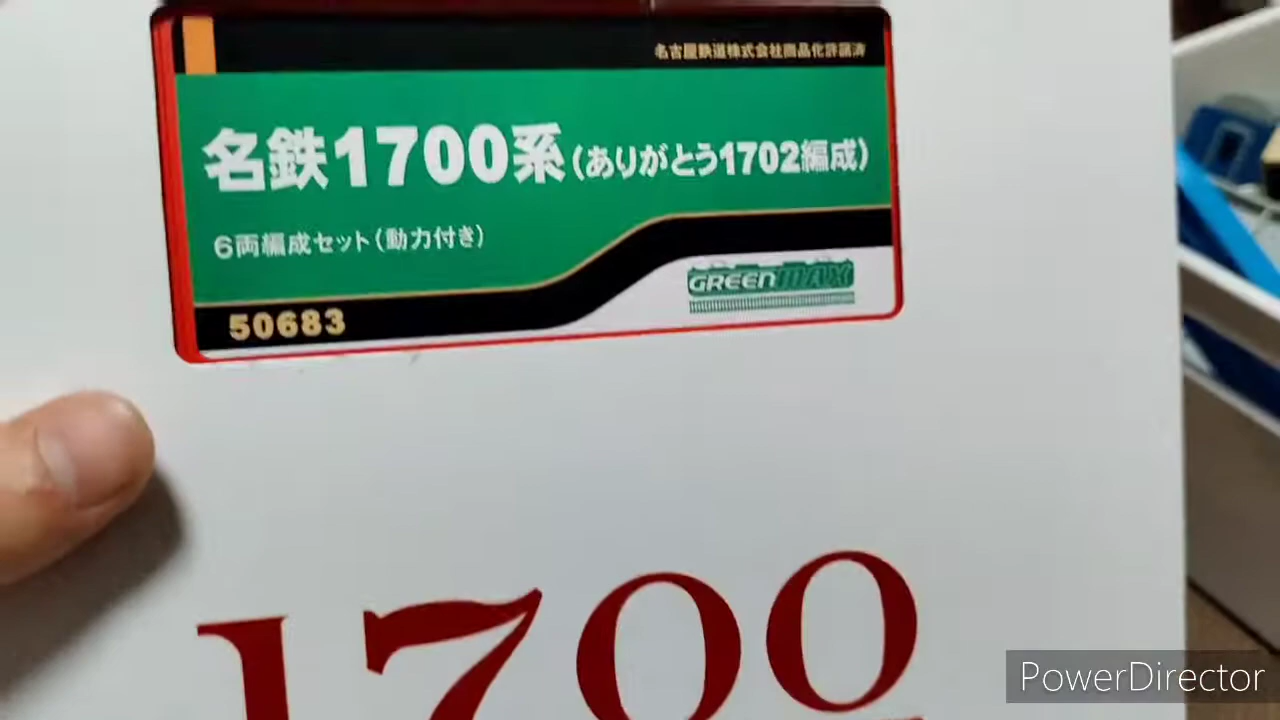 名古屋鉄道株式会社商品化許諾済
名鉄1700系(ありがとう1702編成)
6両編成セット(動力付き)
GREENMAX
50683
1700
PowerDirector